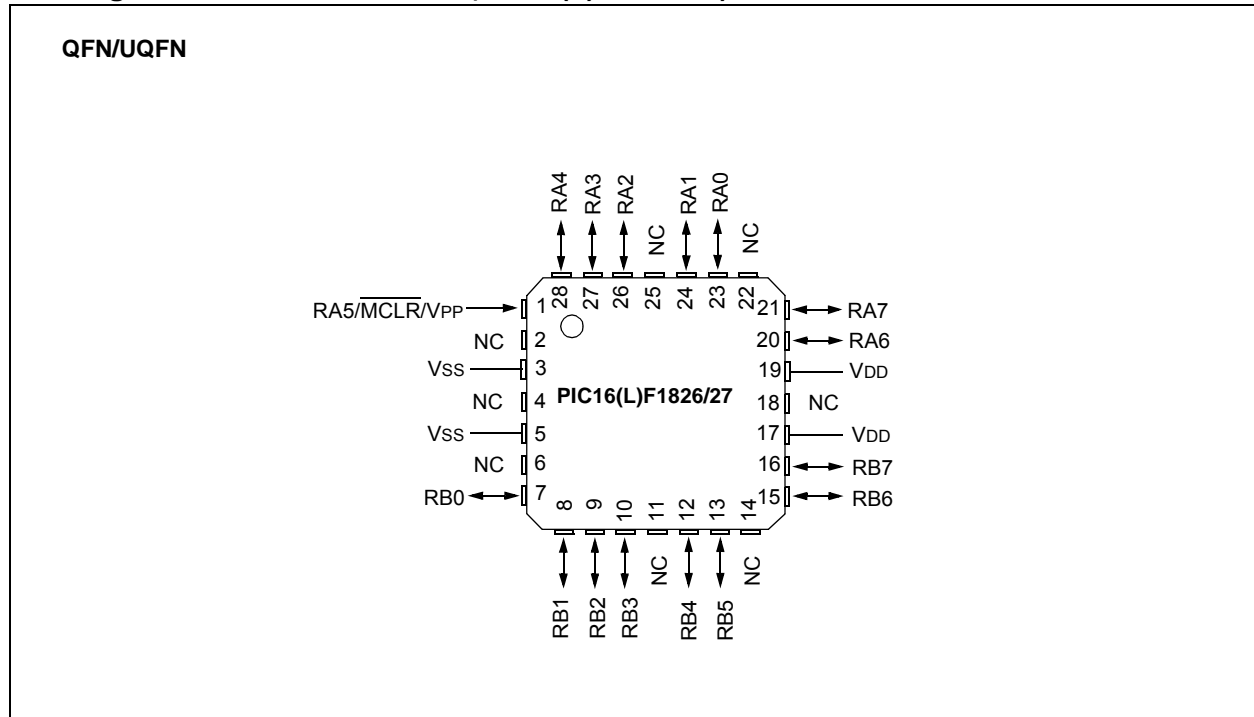 QFN/UQFN
RA4
RA3
RA2
NC
RA1
RA0
NC
28
27
26
25
24
23
22
RA5/MCLR/VPP
1
21
RA7
NC
2
20
RA6
VSS
3
19
VDD
NC
4
PIC16(L)F1826/27
18
NC
VSS
5
17
VDD
NC
6
16
RB7
RB0
7
15
RB6
8
9
10
11
12
13
14
RB1
RB2
RB3
NC
RB4
RB5
NC